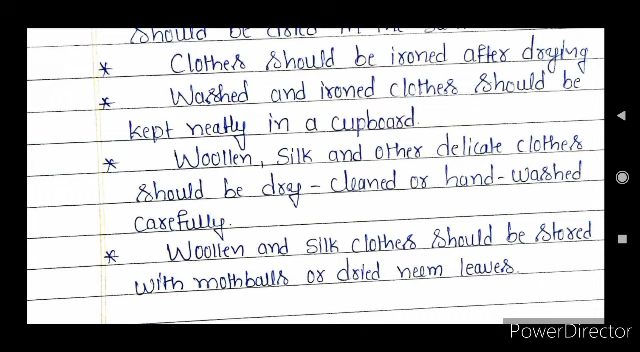 should be
* Clothes should be ironed after drying
* Washed and ironed clothes should be
kept neatly in a cupboard.
* Woollen, silk and other delicate clothes
should be dry - cleaned or hand-washed
carefully.
* Woollen and silk clothes should be stored
with mothballs or dried neem leaves.
PowerDirector